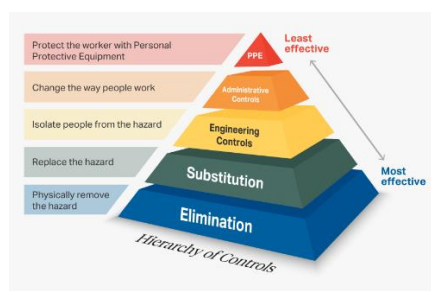 Protect the worker with Personal
Protective Equipment
PPE
Least
effective
Change the way people work
Administrative
Controls
Isolate people from the hazard
Engineering
Controls
Replace the hazard
Substitution
Most
effective
Physically remove
the hazard
Elimination
Hierarchy of Controls